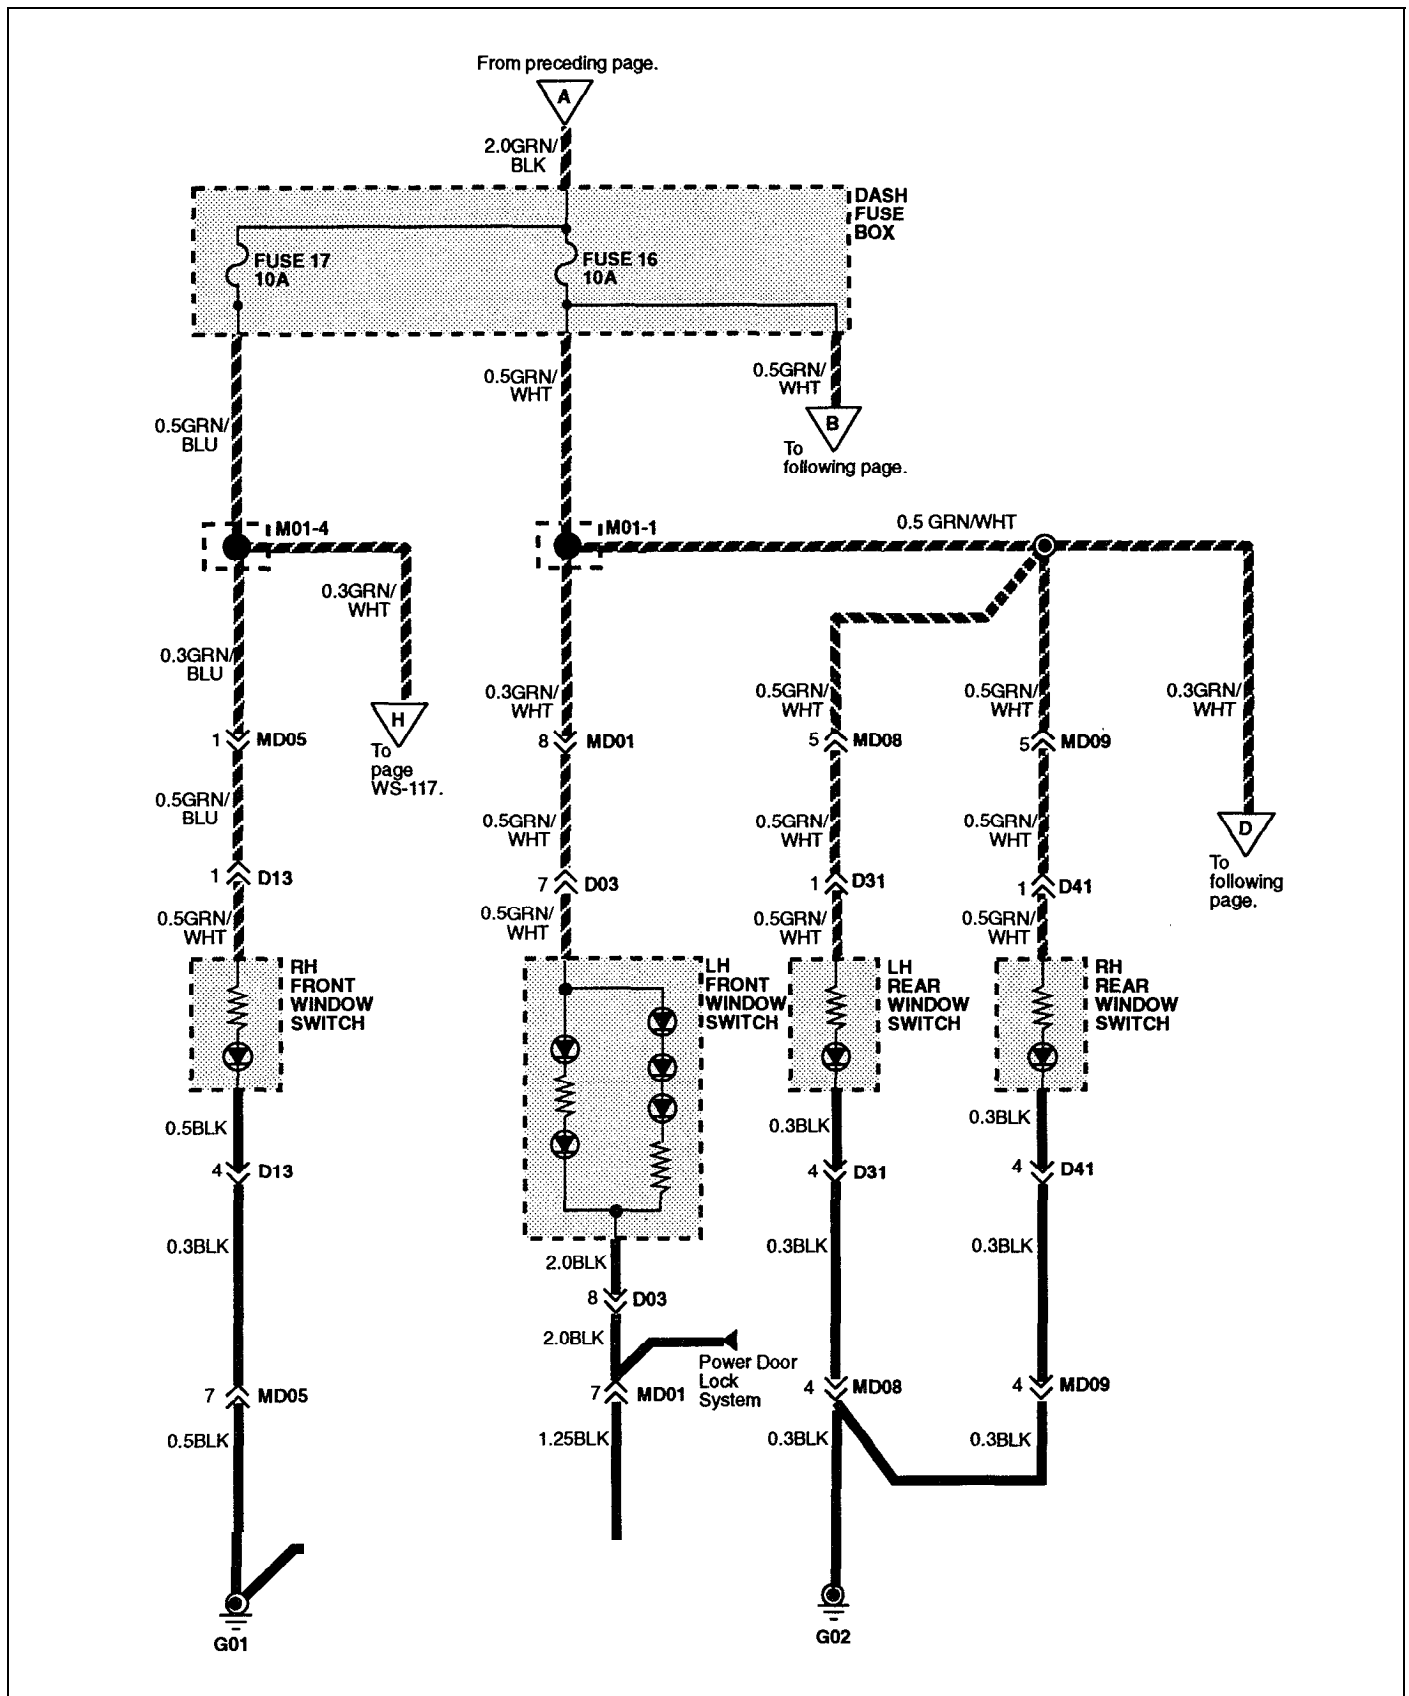 From preceding page.
A
2.0GRN/
BLK
DASH
FUSE
BOX
FUSE 17
10A
FUSE 16
10A
0.5GRN/
BLU
0.5GRN/
WHT
0.5GRN/
WHT
B
To
following page.
M01-4
M01-1
0.5 GRN/WHT
0.3GRN/
WHT
0.3GRN/
BLU
H
To
page
WS-117.
0.3GRN/
WHT
0.5GRN/
WHT
0.5GRN/
WHT
0.3GRN/
WHT
1 MD05
8 MD01
5 MD08
5 MD09
0.5GRN/
BLU
0.5GRN/
WHT
0.5GRN/
WHT
0.5GRN/
WHT
D
To
following
page.
1 D13
7 D03
1 D31
1 D41
0.5GRN/
WHT
0.5GRN/
WHT
0.5GRN/
WHT
0.5GRN/
WHT
RH
FRONT
WINDOW
SWITCH
LH
FRONT
WINDOW
SWITCH
LH
REAR
WINDOW
SWITCH
RH
REAR
WINDOW
SWITCH
0.5BLK
0.3BLK
0.3BLK
4 D13
4 D31
4 D41
0.3BLK
2.0BLK
0.3BLK
0.3BLK
8 D03
2.0BLK
Power Door
Lock
System
7 MD05
7 MD01
4 MD08
4 MD09
0.5BLK
1.25BLK
0.3BLK
0.3BLK
G01
G02